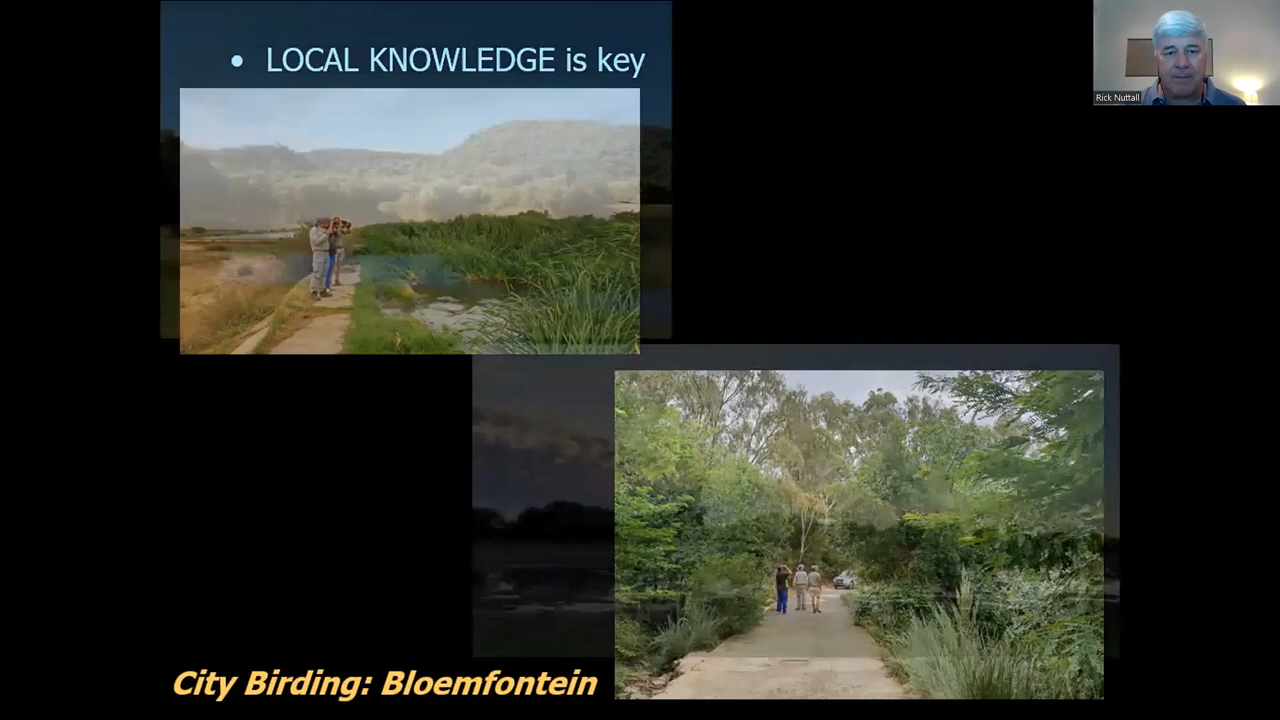 • LOCAL KNOWLEDGE is key
Rick Nuttall
City Birding: Bloemfontein